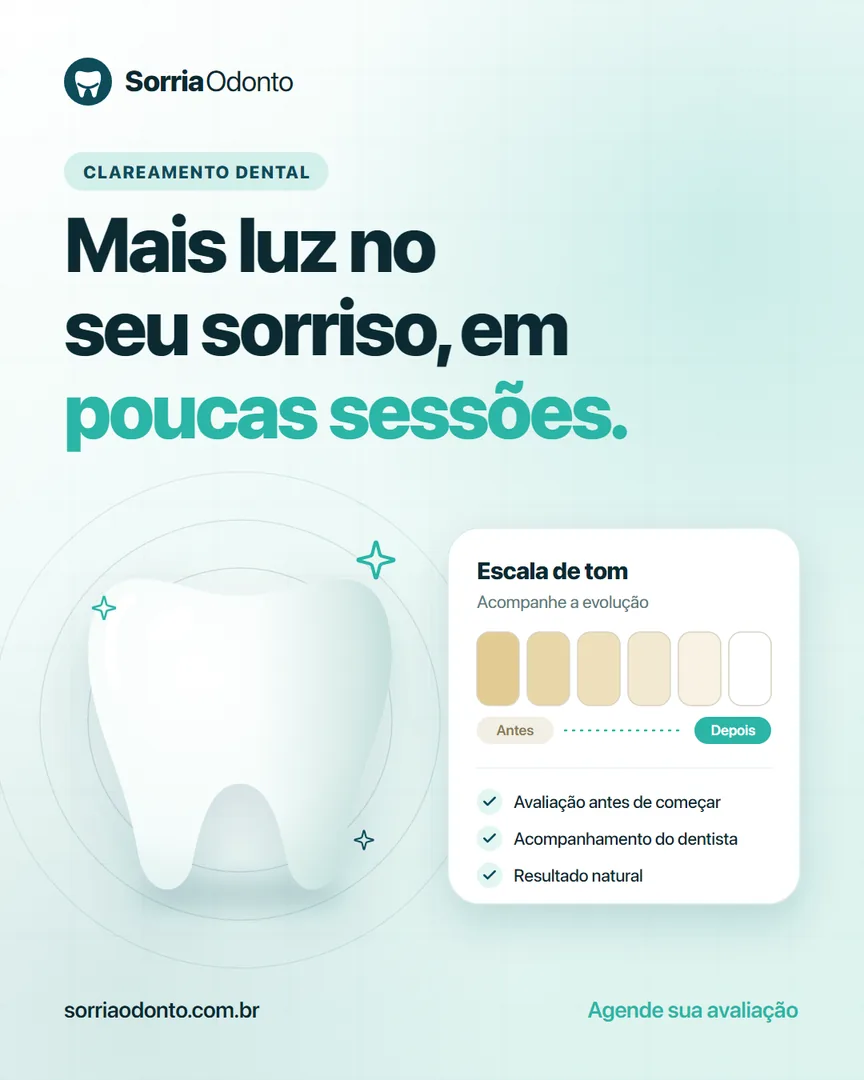 SorriaOdonto
CLAREAMENTO DENTAL
Mais luz no
seu sorriso, em
poucas sessões.
Escala de tom
Acompanhe a evolução
Antes
Depois
Avaliação antes de começar
Acompanhamento do dentista
Resultado natural
sorriaodonto.com.br
Agende sua avaliação